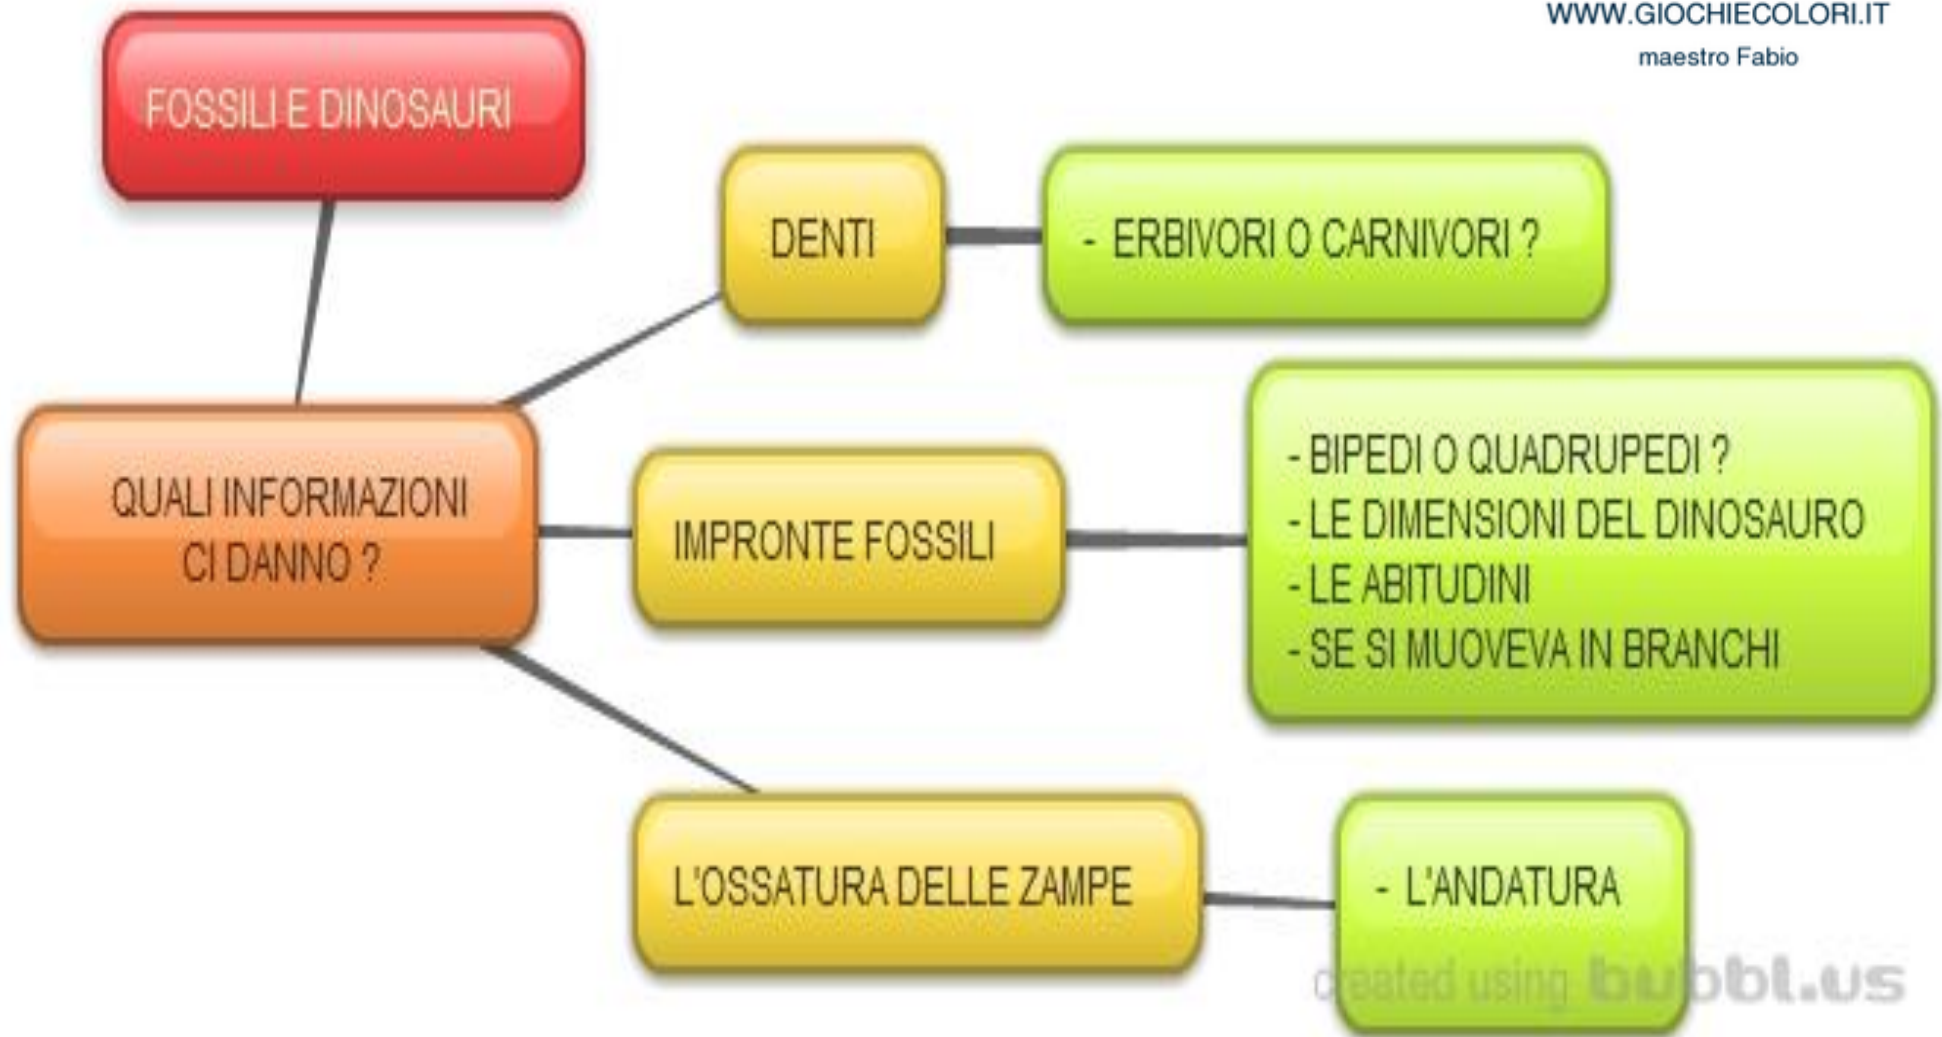 WWW.GIOCHIECOLORI.IT
maestro Fabio
FOSSILI E DINOSAURI
QUALI INFORMAZIONI
CI DANNO ?
DENTI
- ERBIVORI O CARNIVORI ?
IMPRONTE FOSSILI
- BIPEDI O QUADRUPEDI ?
- LE DIMENSIONI DEL DINOSAURO
- LE ABITUDINI
- SE SI MUOVEVA IN BRANCHI
L'OSSATURA DELLE ZAMPE
- L'ANDATURA
created using bubbl.us